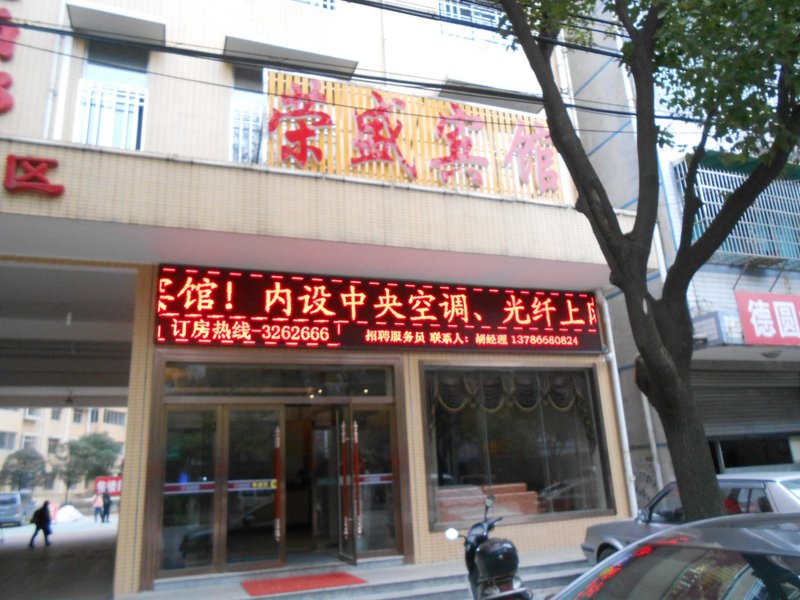 荣盛宾馆
区
宾馆！内设中央空调、光纤上网
订房热线-3262666
招聘服务员 联系人：胡经理 13786680824
德圆